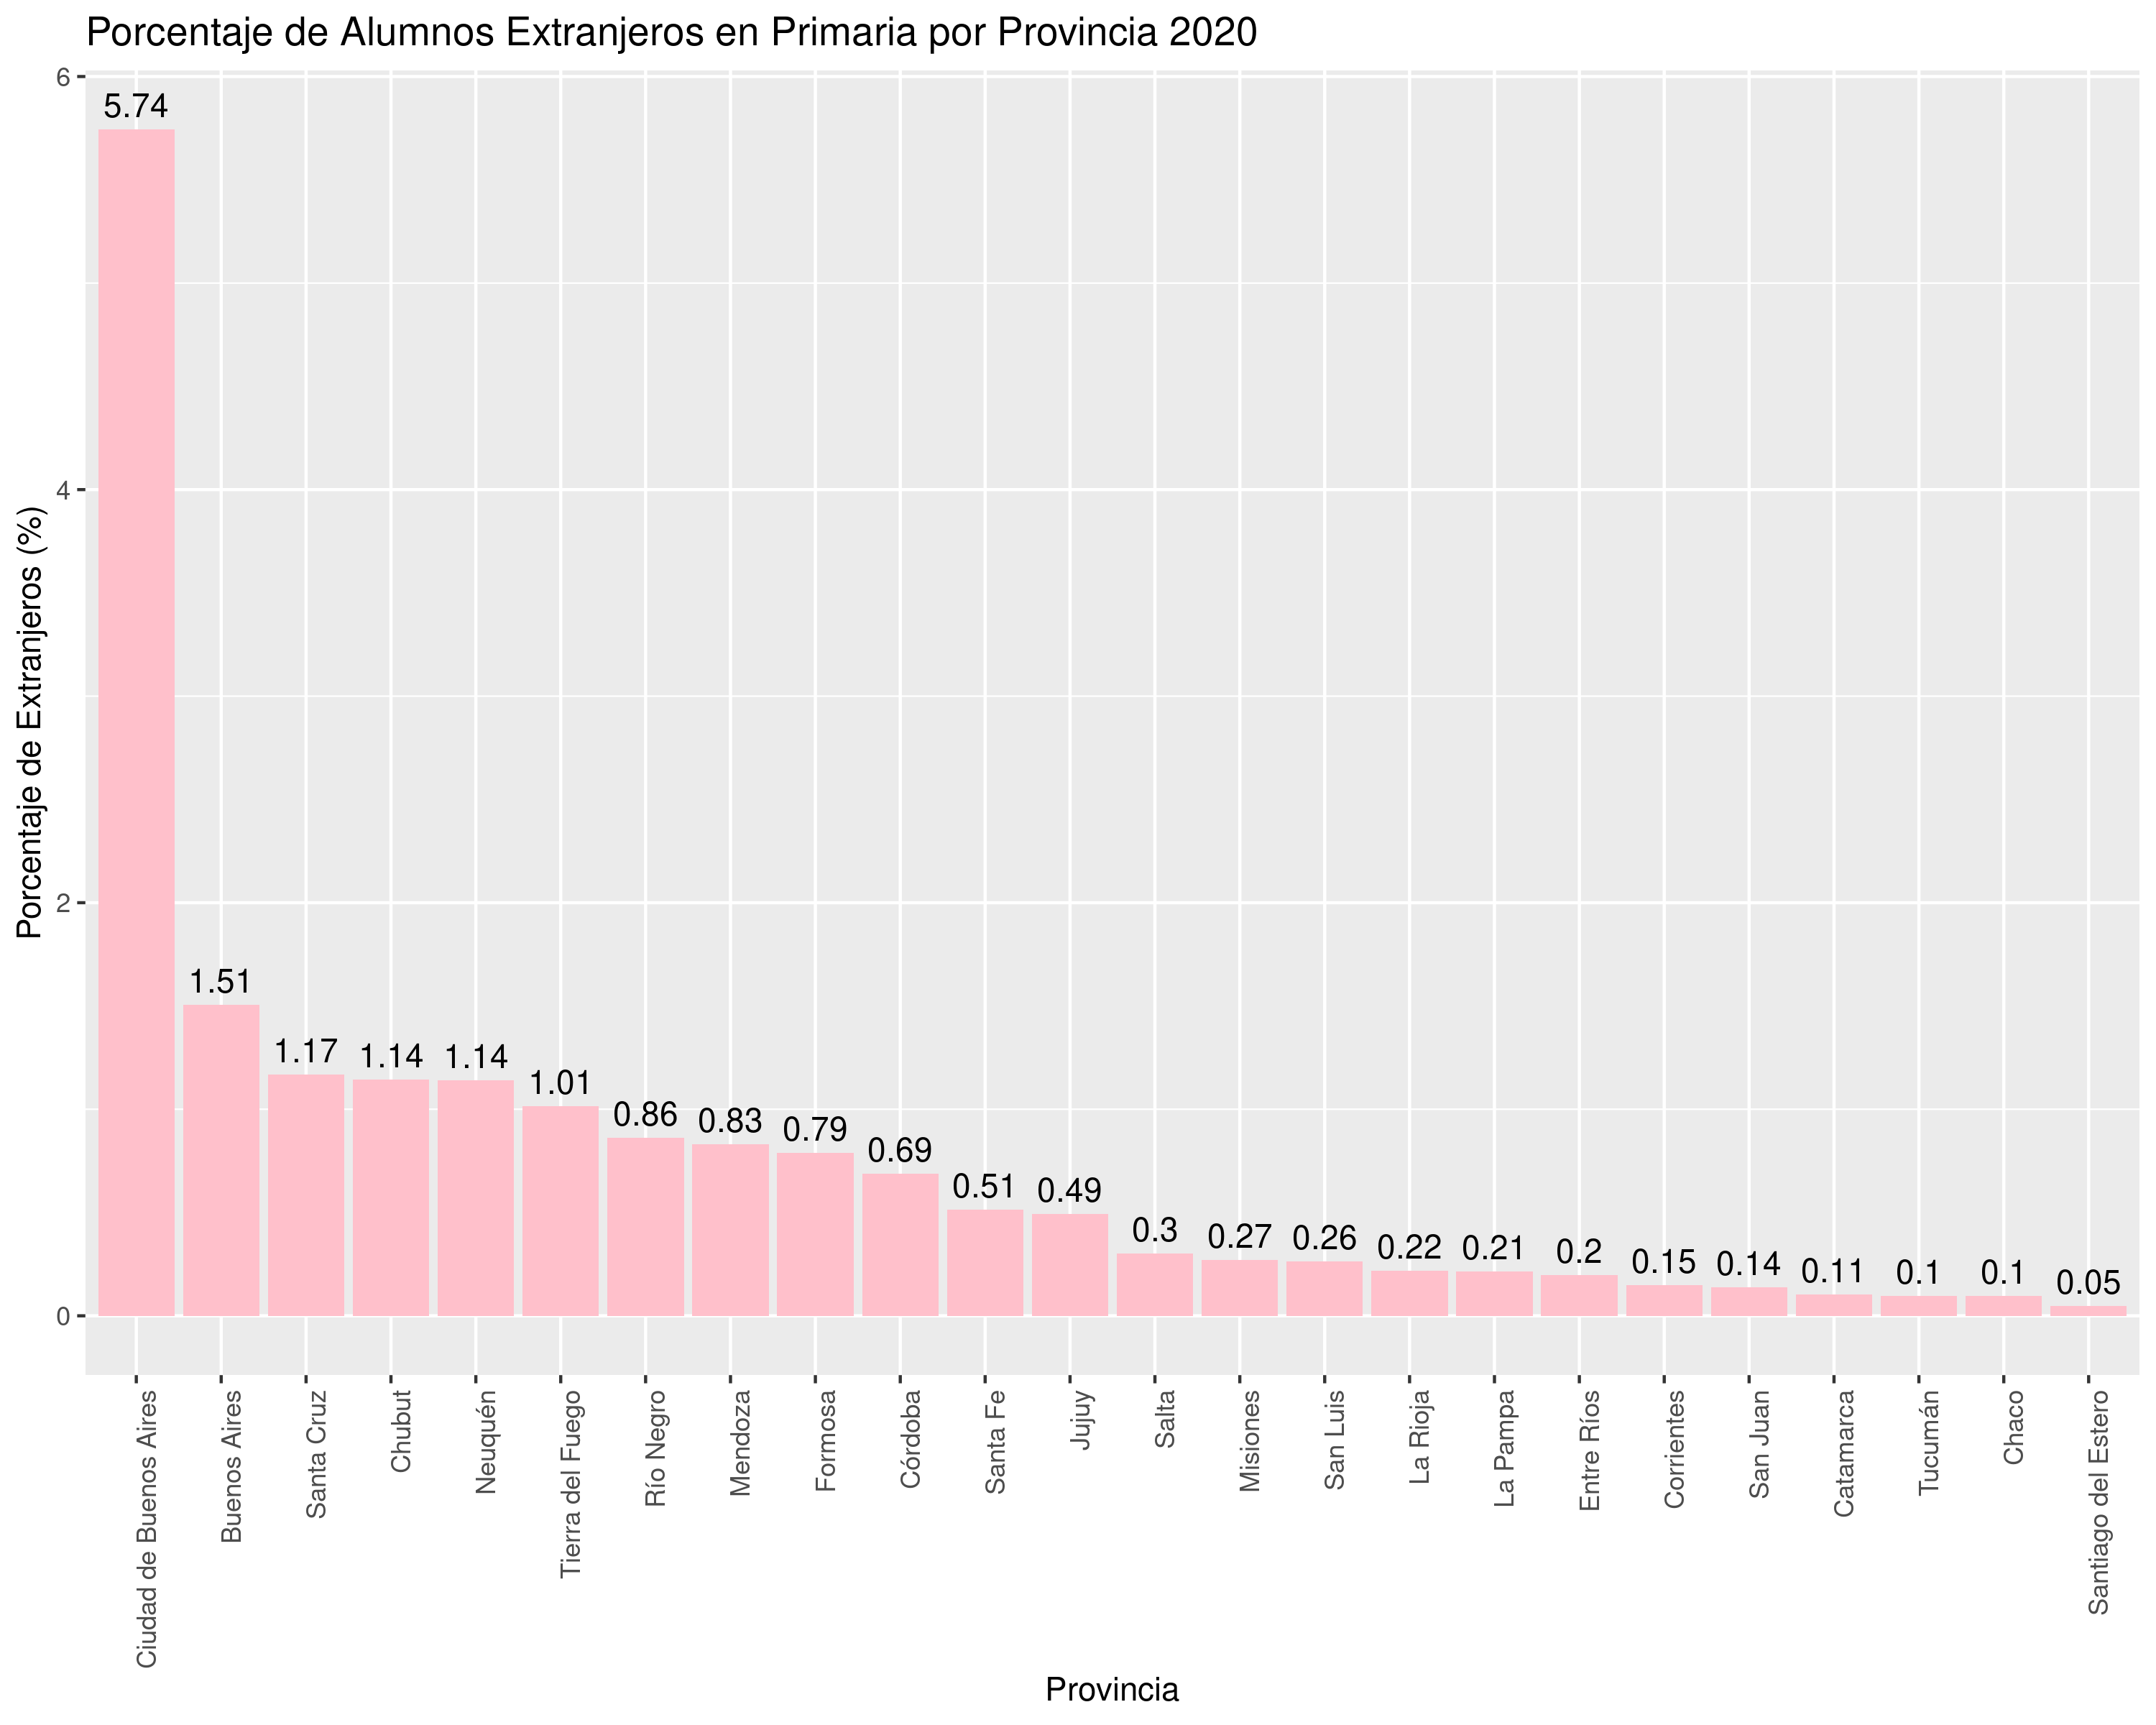 Porcentaje de Alumnos Extranjeros en Primaria por Provincia 2020
Porcentaje de Extranjeros (%)
6
4
2
0
5.74
1.51
1.17
1.14
1.14
1.01
0.86
0.83
0.79
0.69
0.51
0.49
0.3
0.27
0.26
0.22
0.21
0.2
0.15
0.14
0.11
0.1
0.1
0.05
Ciudad de Buenos Aires
Buenos Aires
Santa Cruz
Chubut
Neuquén
Tierra del Fuego
Río Negro
Mendoza
Formosa
Córdoba
Santa Fe
Jujuy
Salta
Misiones
San Luis
La Rioja
La Pampa
Entre Ríos
Corrientes
San Juan
Catamarca
Tucumán
Chaco
Santiago del Estero
Provincia